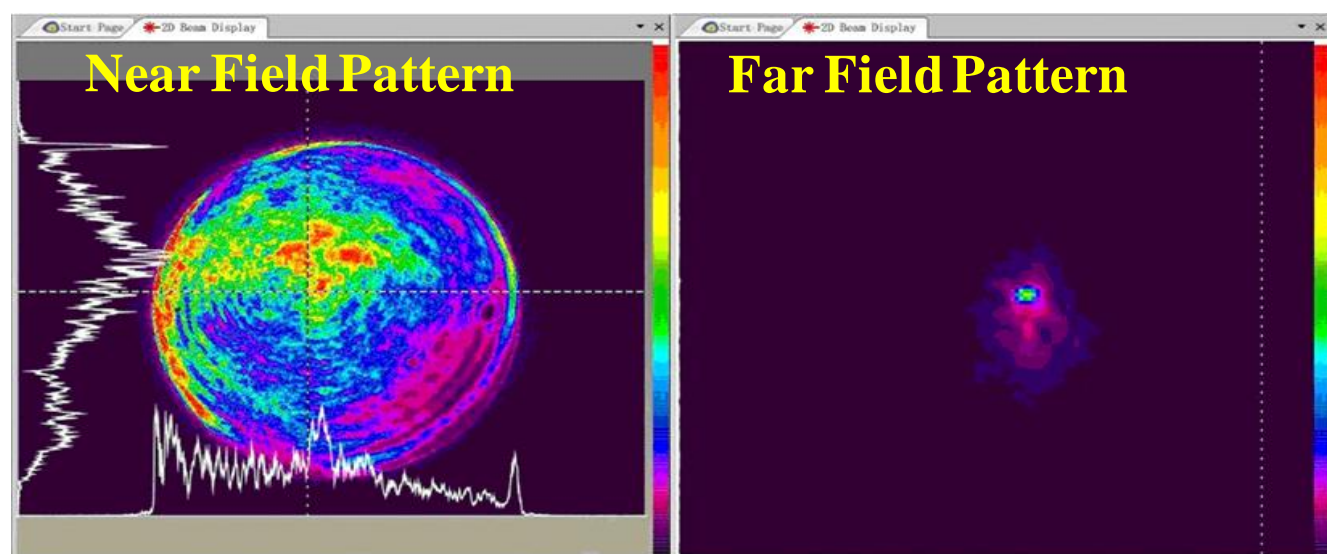 Start Page
2D Beam Display
Near Field Pattern
Start Page
2D Beam Display
Far Field Pattern